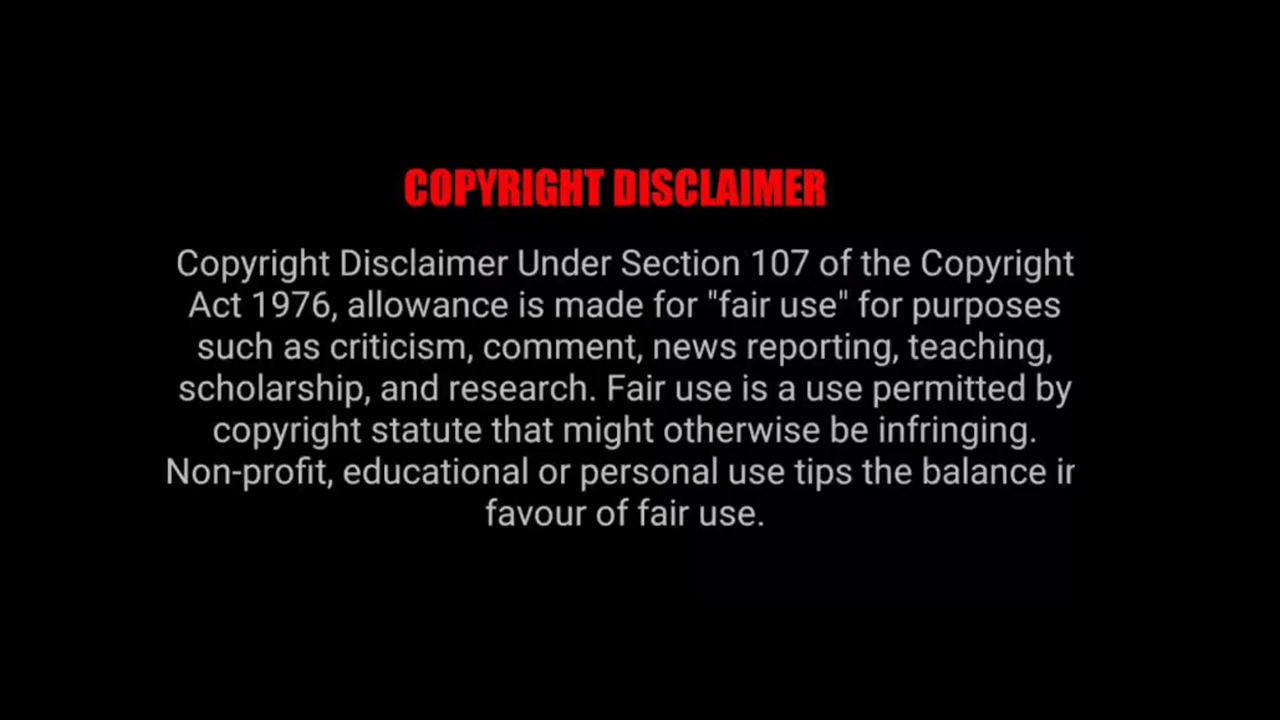 COPYRIGHT DISCLAIMER
Copyright Disclaimer Under Section 107 of the Copyright
Act 1976, allowance is made for "fair use" for purposes
such as criticism, comment, news reporting, teaching,
scholarship, and research. Fair use is a use permitted by
copyright statute that might otherwise be infringing.
Non-profit, educational or personal use tips the balance
favour of fair use.